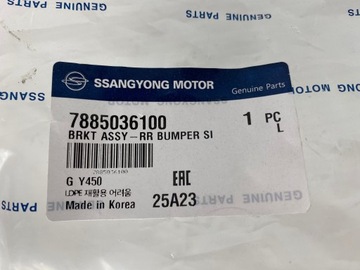 SSANGYONG MOTOR
Genuine Parts
7885036100
1 PC
BRKT ASSY-RR BUMPER SI
L
7885036100
G Y450
EAC
LDPE 재활용 어려움
Made in Korea
25A23
GENUINE PARTS